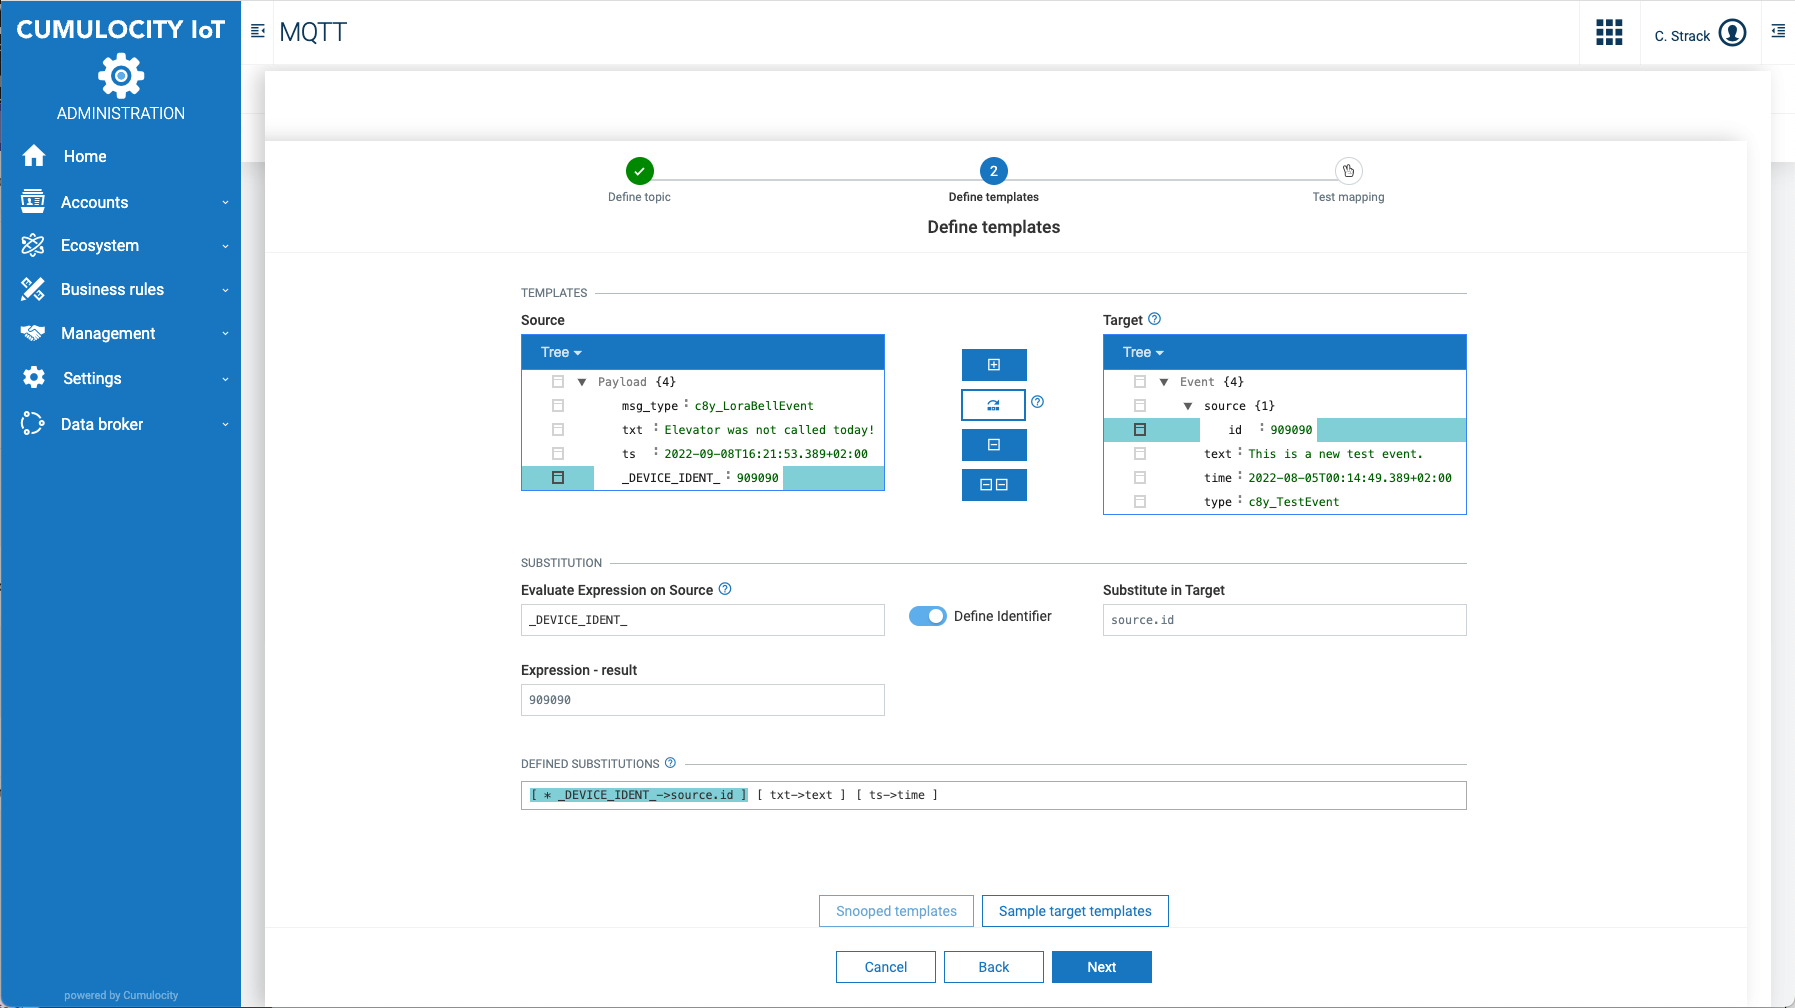 CUMULOCITY IoT
ADMINISTRATION
Home
Accounts
Ecosystem
Business rules
Management
Settings
Data broker
powered by Cumulocity
MQTT
C. Strack
2
Define topic
Define templates
Test mapping
Define templates
TEMPLATES
Source
Target
Tree
Payload {4}
msg_type : c8y_LoraBellEvent
txt : Elevator was not called today!
ts : 2022-09-08T16:21:53.389+02:00
_DEVICE_IDENT_ : 909090
Tree
Event {4}
source {1}
id : 909090
text : This is a new test event.
time : 2022-08-05T00:14:49.389+02:00
type : c8y_TestEvent
SUBSTITUTION
Evaluate Expression on Source
_DEVICE_IDENT_
Define Identifier
Substitute in Target
source.id
Expression - result
909090
DEFINED SUBSTITUTIONS
[ * _DEVICE_IDENT_->source.id ] [ txt->text ] [ ts->time ]
Snooped templates
Sample target templates
Cancel
Back
Next